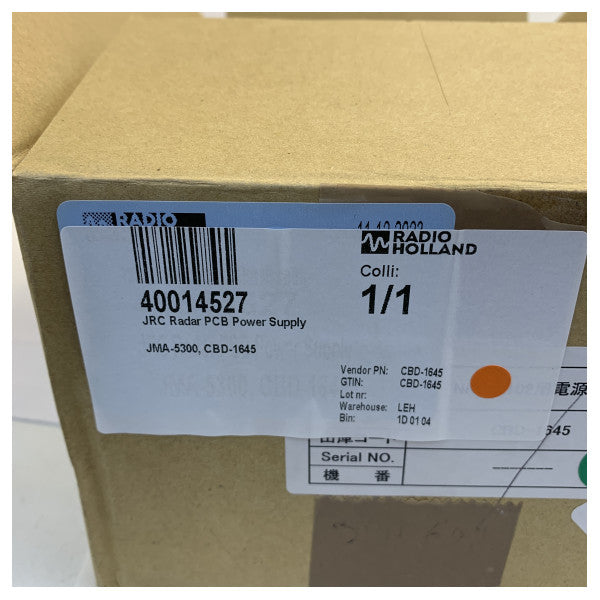 RADIO
RADIO
HOLLAND
Colli:
1/1
40014527
JRC Radar PCB Power Supply
JMA-5300, CBD-1645
Vendor PN: CBD-1645
GTIN: CBD-1645
Lot nr:
Warehouse: LEH
Bin: 1D 01 04
電源
出庫コード CBD-1645
Serial NO.
機 番